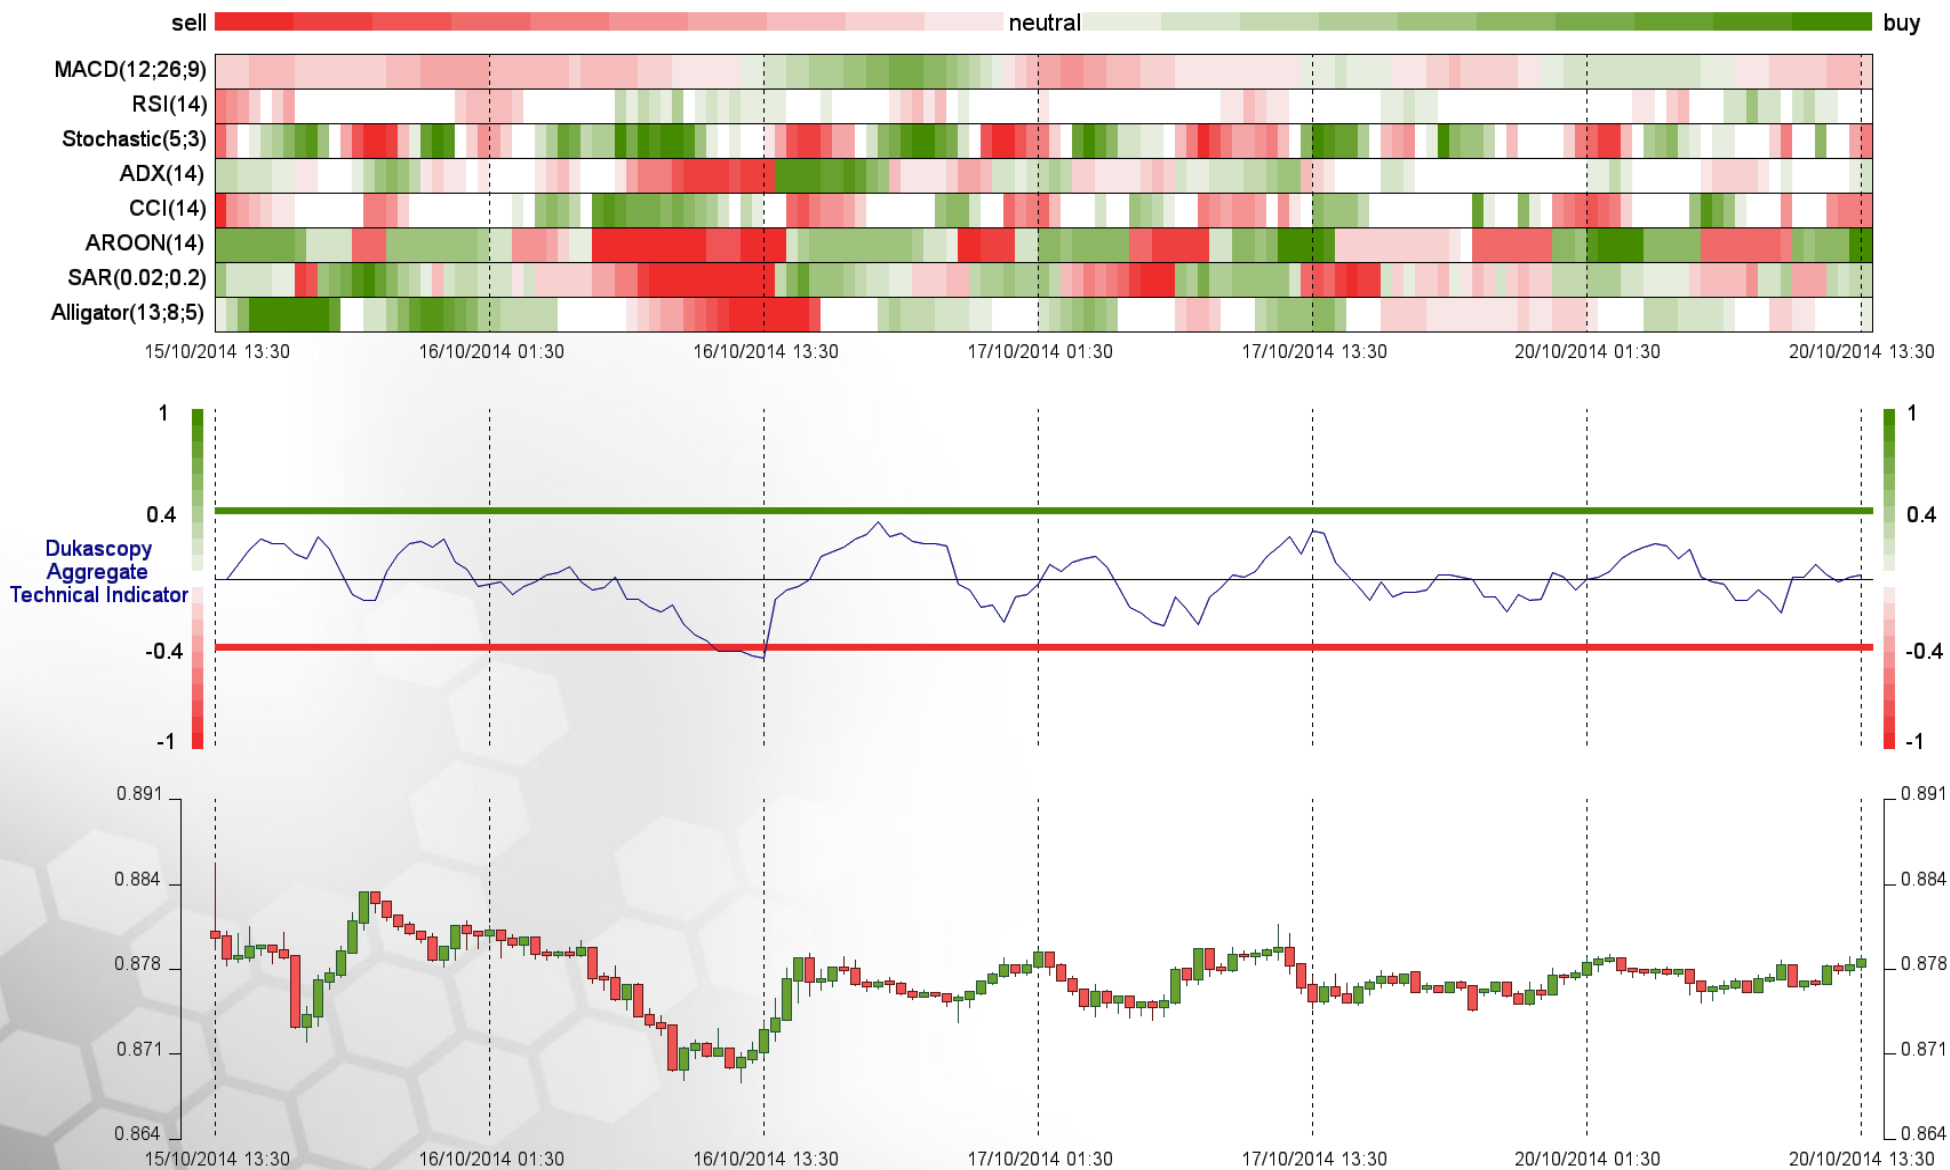 sell neutral buy
MACD(12;26;9)
RSI(14)
Stochastic(5;3)
ADX(14)
CCI(14)
AROON(14)
SAR(0.02;0.2)
Alligator(13;8;5)
15/10/2014 13:30 16/10/2014 01:30 16/10/2014 13:30 17/10/2014 01:30 17/10/2014 13:30 20/10/2014 01:30 20/10/2014 13:30
1 1
0.4 0.4
Dukascopy
Aggregate
Technical Indicator
-0.4 -0.4
-1 -1
0.891 0.891
0.884 0.884
0.878 0.878
0.871 0.871
0.864 0.864
15/10/2014 13:30 16/10/2014 01:30 16/10/2014 13:30 17/10/2014 01:30 17/10/2014 13:30 20/10/2014 01:30 20/10/2014 13:30